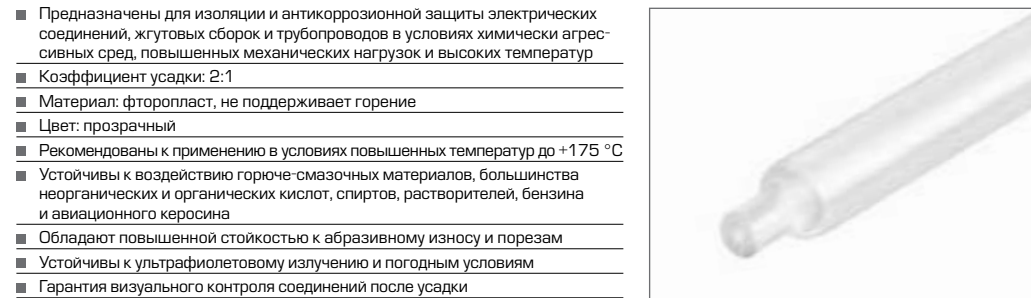 Предназначены для изоляции и антикоррозионной защиты электрических
соединений, жгутовых сборок и трубопроводов в условиях химически агрес-
сивных сред, повышенных механических нагрузок и высоких температур
Коэффициент усадки: 2:1
Материал: фторопласт, не поддерживает горение
Цвет: прозрачный
Рекомендованы к применению в условиях повышенных температур до +175 °C
Устойчивы к воздействию горюче-смазочных материалов, большинства
неорганических и органических кислот, спиртов, растворителей, бензина
и авиационного керосина
Обладают повышенной стойкостью к абразивному износу и порезам
Устойчивы к ультрафиолетовому излучению и погодным условиям
Гарантия визуального контроля соединений после усадки